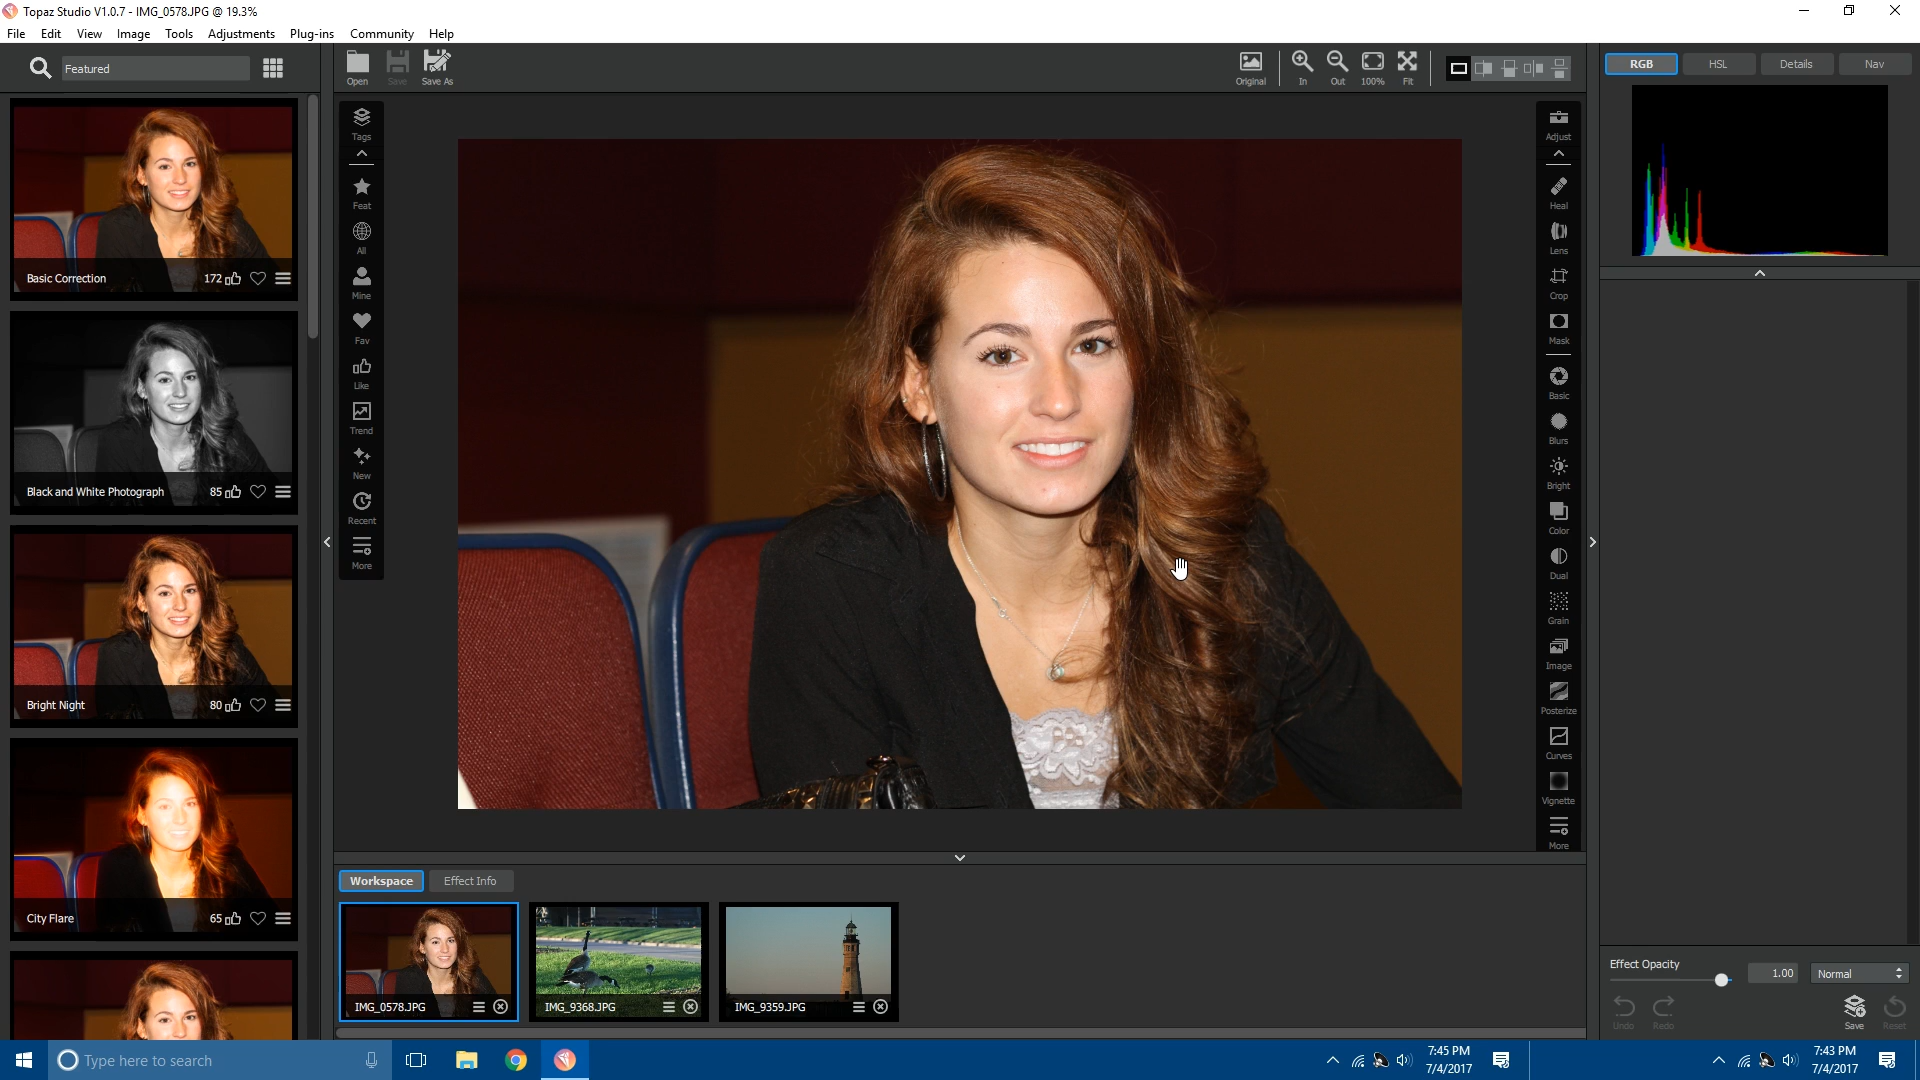 Topaz Studio V1.0.7 - IMG_0578.JPG @ 19.3%
File Edit View Image Tools Adjustments Plug-ins Community Help
Featured
Open Save Save As
Original In Out 100% Fit
RGB HSL Details Nav
Basic Correction 172
Black and White Photograph 85
Bright Night 80
City Flare 65
Tags
Feat
All
Mine
Fav
Like
Trend
New
Recent
More
Adjust
Heal
Lens
Crop
Mask
Basic
Blurs
Bright
Color
Dual
Grain
Image
Posterize
Curves
Vignette
More
Workspace Effect Info
IMG_0578.JPG
IMG_9368.JPG
IMG_9359.JPG
Effect Opacity 1.00 Normal
Undo Redo Save Reset
Type here to search
7:45 PM
7/4/2017
7:43 PM
7/4/2017